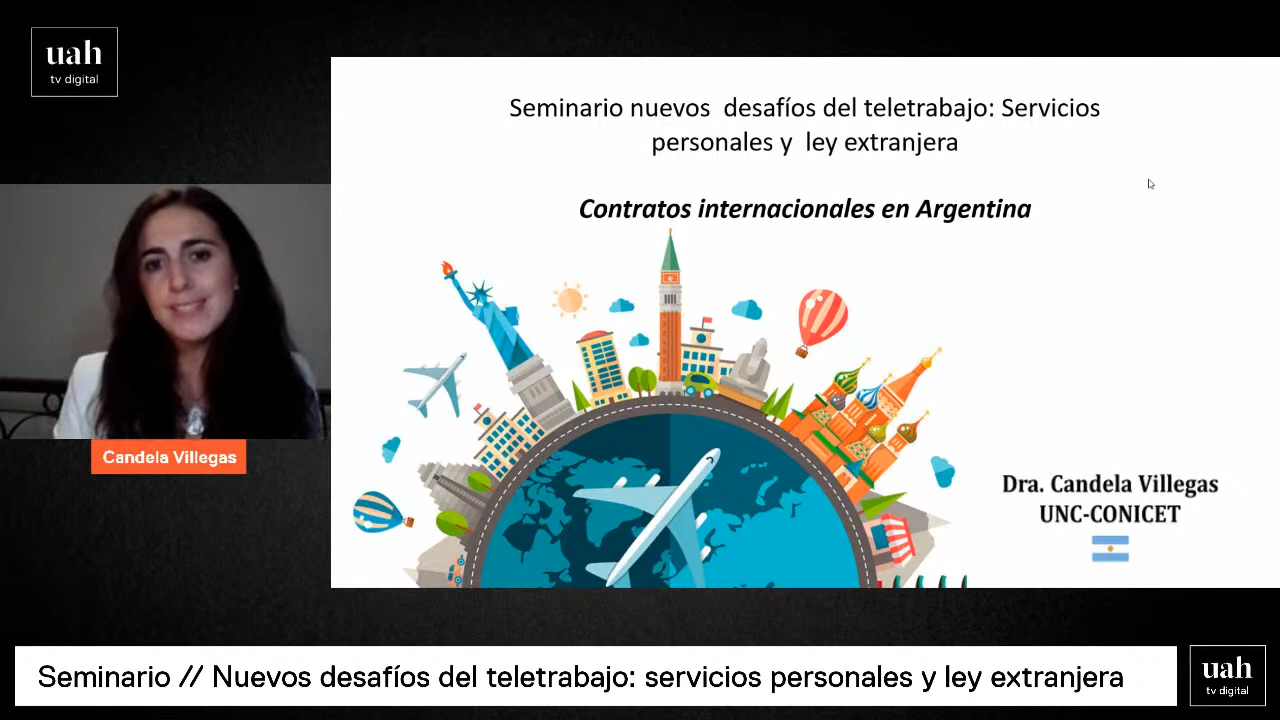 uah
tv digital
Seminario nuevos desafíos del teletrabajo: Servicios
personales y ley extranjera
Contratos internacionales en Argentina
Candela Villegas
Dra. Candela Villegas
UNC-CONICET
Seminario // Nuevos desafíos del teletrabajo: servicios personales y ley extranjera
uah
tv digital